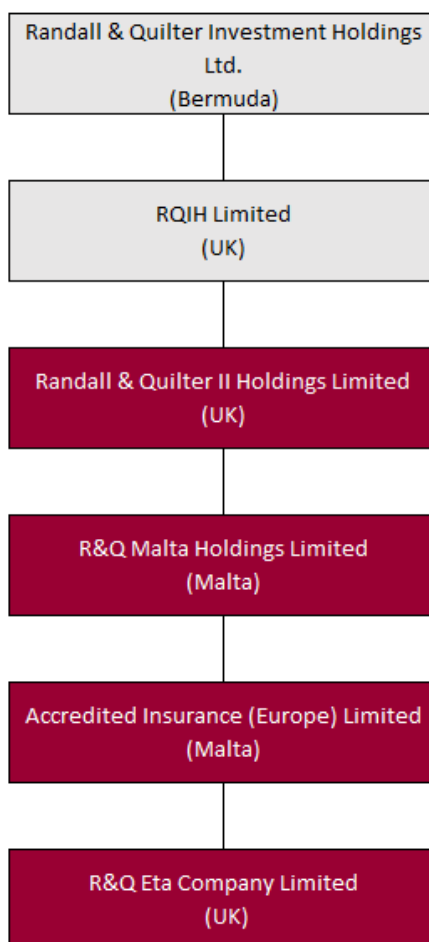 Randall & Quilter Investment Holdings
Ltd.
(Bermuda)
RQIH Limited
(UK)
Randall & Quilter II Holdings Limited
(UK)
R&Q Malta Holdings Limited
(Malta)
Accredited Insurance (Europe) Limited
(Malta)
R&Q Eta Company Limited
(UK)